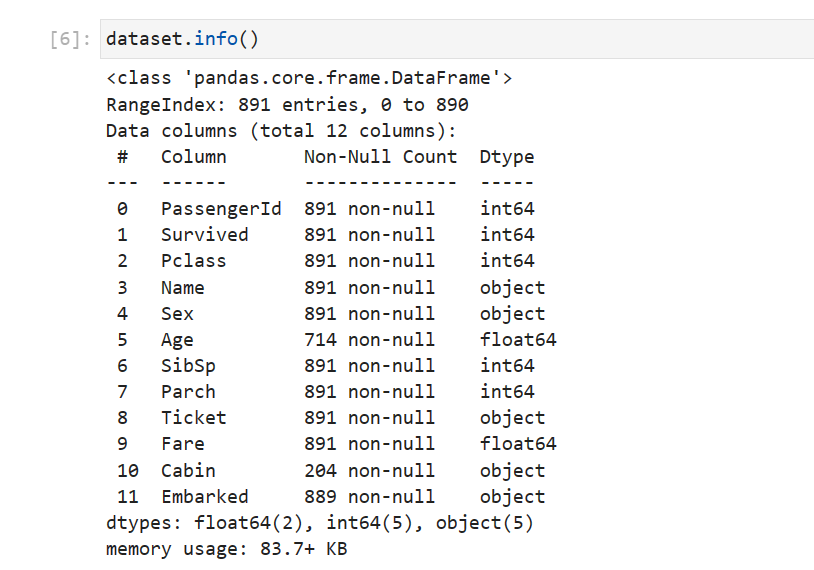 [6]: dataset.info()
<class 'pandas.core.frame.DataFrame'>
RangeIndex: 891 entries, 0 to 890
Data columns (total 12 columns):
 #   Column       Non-Null Count  Dtype
---  ------       --------------  -----
 0   PassengerId  891 non-null    int64
 1   Survived     891 non-null    int64
 2   Pclass       891 non-null    int64
 3   Name         891 non-null    object
 4   Sex          891 non-null    object
 5   Age          714 non-null    float64
 6   SibSp        891 non-null    int64
 7   Parch        891 non-null    int64
 8   Ticket       891 non-null    object
 9   Fare         891 non-null    float64
 10  Cabin        204 non-null    object
 11  Embarked     889 non-null    object
dtypes: float64(2), int64(5), object(5)
memory usage: 83.7+ KB